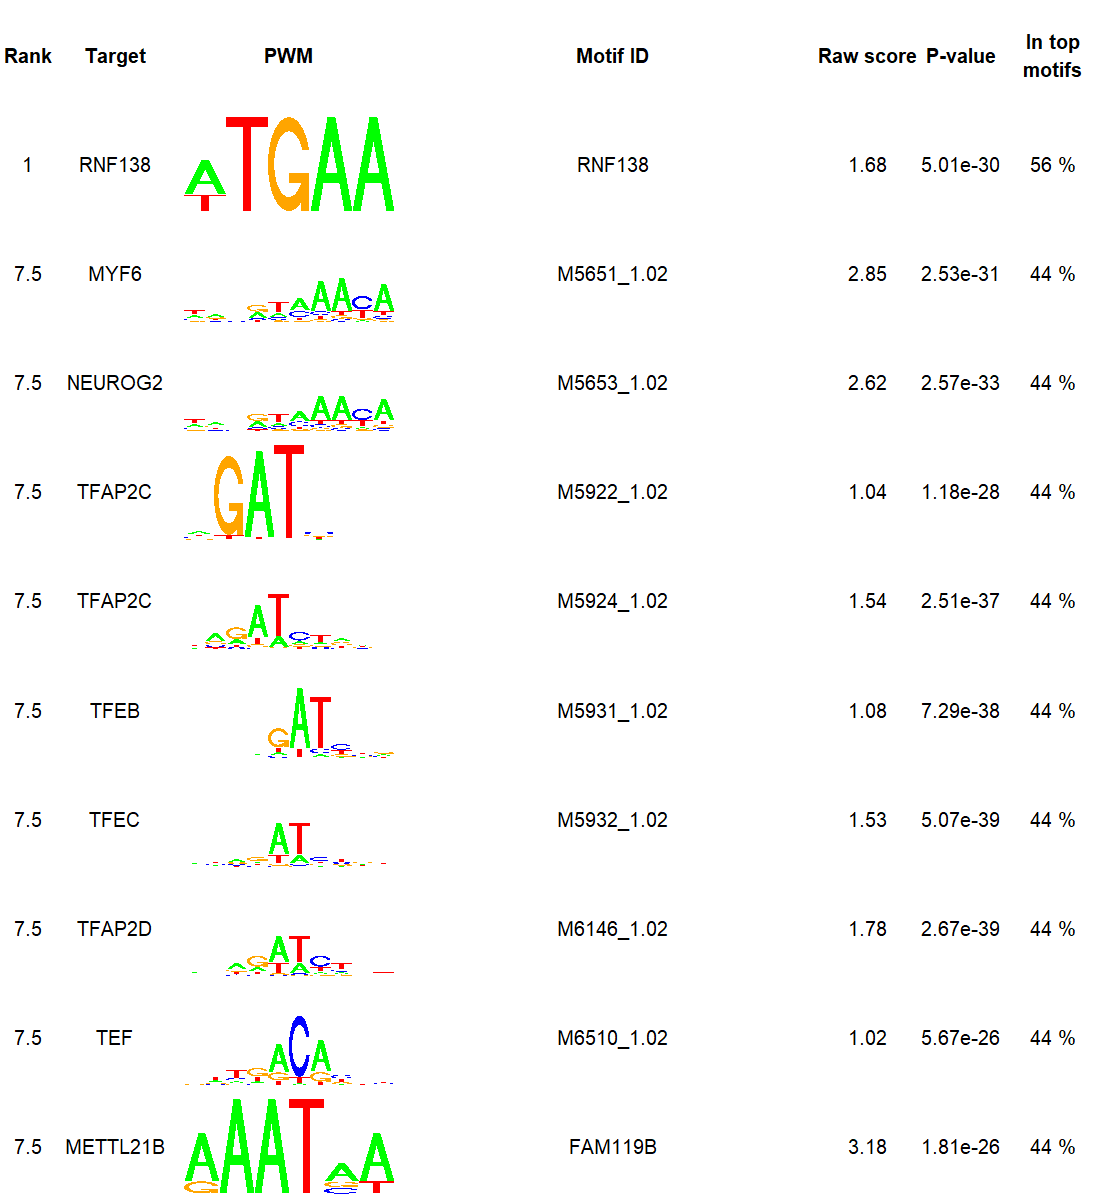 Rank Target PWM Motif ID Raw score P-value In top motifs
1 RNF138 ATGAA RNF138 1.68 5.01e-30 56 %
7.5 MYF6 M5651_1.02 2.85 2.53e-31 44 %
7.5 NEUROG2 M5653_1.02 2.62 2.57e-33 44 %
7.5 TFAP2C GAT M5922_1.02 1.04 1.18e-28 44 %
7.5 TFAP2C M5924_1.02 1.54 2.51e-37 44 %
7.5 TFEB GAT M5931_1.02 1.08 7.29e-38 44 %
7.5 TFEC AT M5932_1.02 1.53 5.07e-39 44 %
7.5 TFAP2D M6146_1.02 1.78 2.67e-39 44 %
7.5 TEF ACA M6510_1.02 1.02 5.67e-26 44 %
7.5 METTL21B AAATAA FAM119B 3.18 1.81e-26 44 %